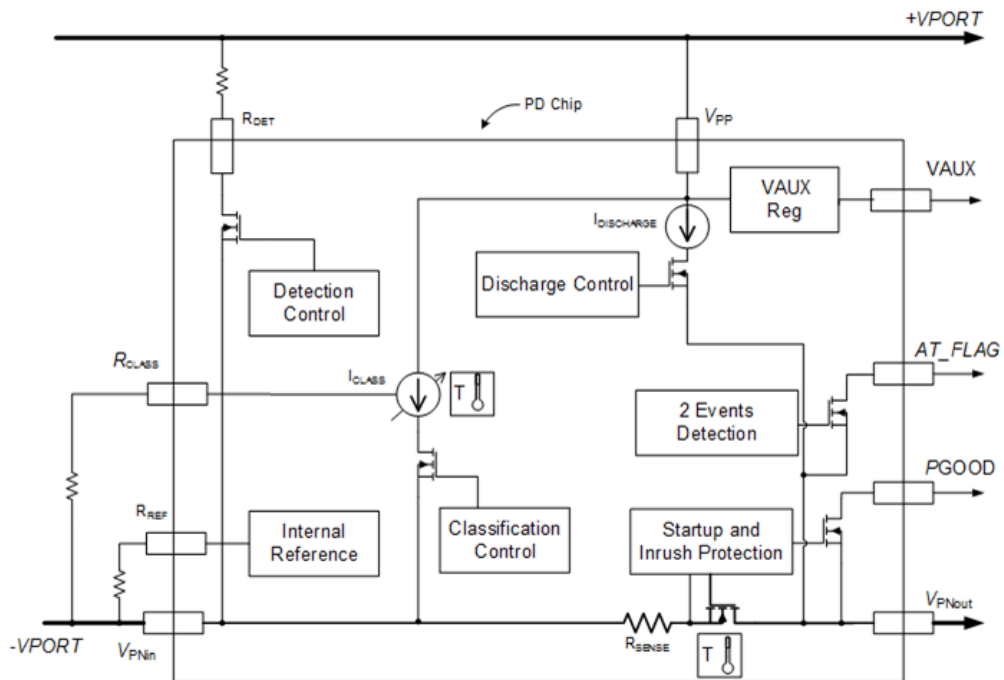 +VPORT
PD Chip
RDET
VPP
VAUX
VAUX
Reg
IDISCHARGE
Detection
Control
Discharge Control
RCLASS
ICLASS
T
AT_FLAG
2 Events
Detection
PGOOD
RREF
Internal
Reference
Classification
Control
Startup and
Inrush Protection
-VPORT
VPNin
RSENSE
T
VPNout